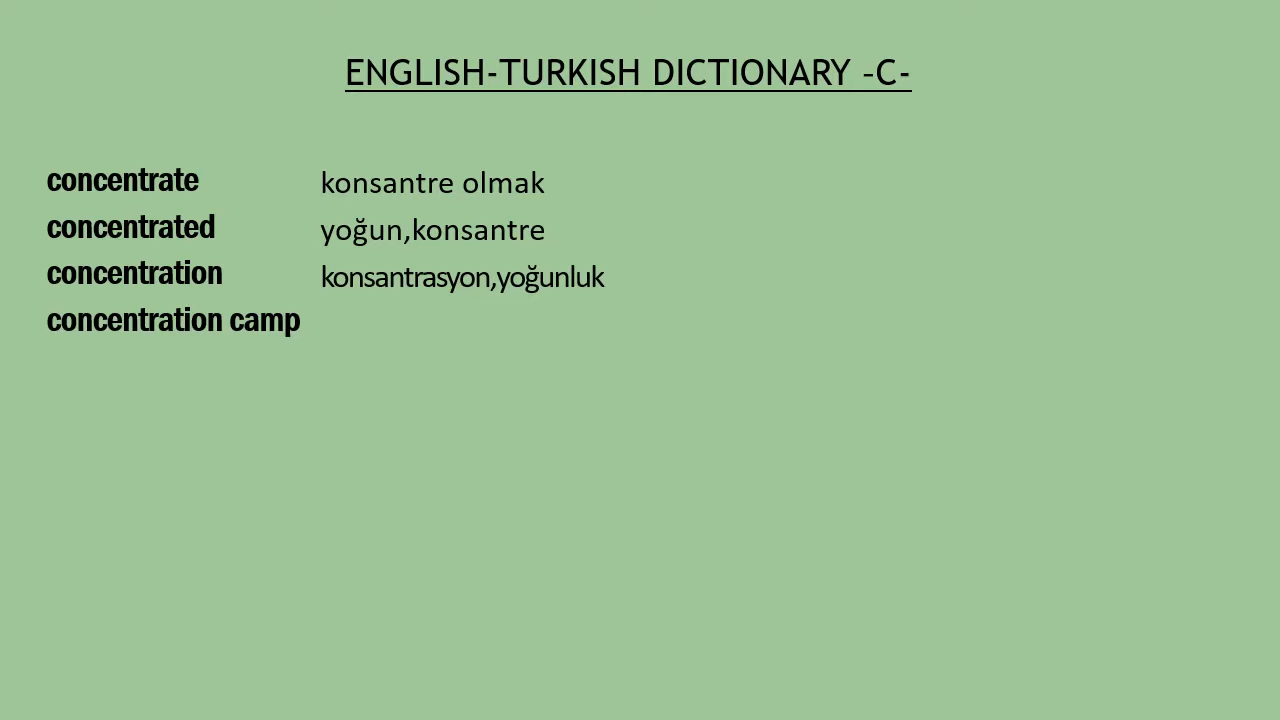 ENGLISH-TURKISH DICTIONARY –C-
concentrate konsantre olmak
concentrated yoğun,konsantre
concentration konsantrasyon,yoğunluk
concentration camp